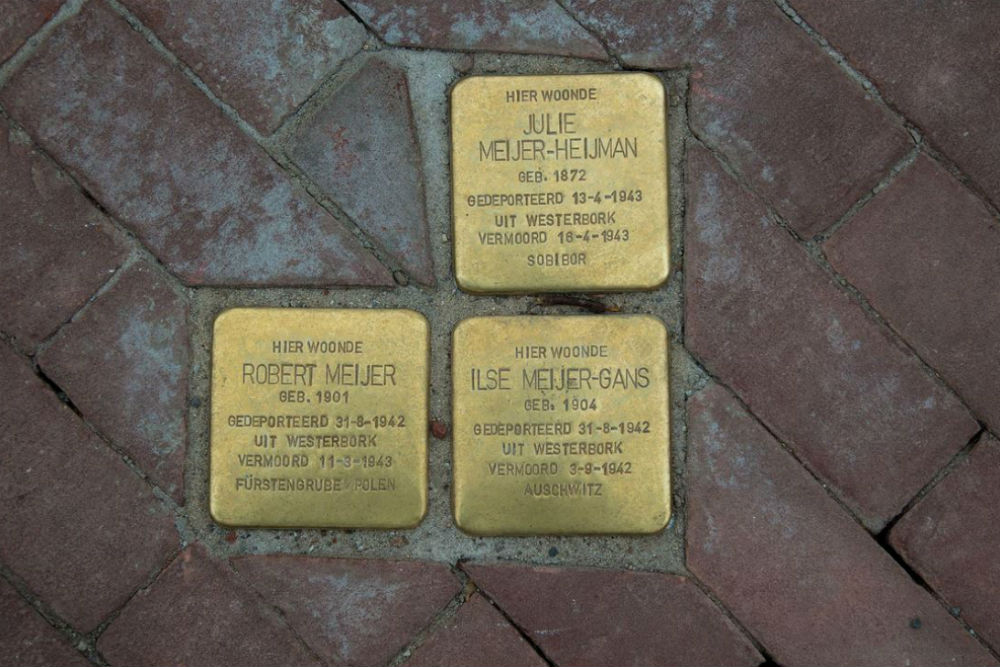 HIER WOONDE
JULIE
MEIJER-HEIJMAN
GEB. 1872
GEDEPORTEERD 13-4-1943
UIT WESTERBORK
VERMOORD 16-4-1943
SOBIBOR
HIER WOONDE
ROBERT MEIJER
GEB. 1901
GEDEPORTEERD 31-8-1942
UIT WESTERBORK
VERMOORD 11-3-1943
FÜRSTENGRUBE POLEN
HIER WOONDE
ILSE MEIJER-GANS
GEB. 1904
GEDEPORTEERD 31-8-1942
UIT WESTERBORK
VERMOORD 3-9-1942
AUSCHWITZ